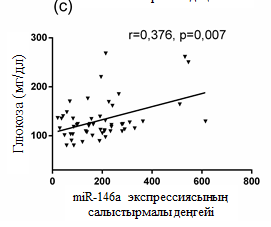 (C)
r=0,376, p=0,007
Глюкоза (мг/дл)
300
200
100
0
0 200 400 600 800
miR-146a экспрессиясының
салыстырмалы деңгейі